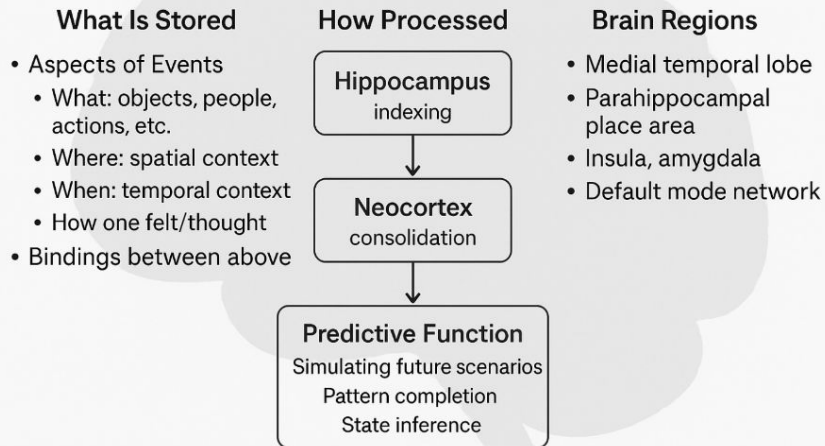 What Is Stored
• Aspects of Events
• What: objects, people,
actions, etc.
• Where: spatial context
• When: temporal context
• How one felt/thought
• Bindings between above
How Processed
Hippocampus
indexing
Neocortex
consolidation
Predictive Function
Simulating future scenarios
Pattern completion
State inference
Brain Regions
• Medial temporal lobe
• Parahippocampal
place area
• Insula, amygdala
• Default mode network